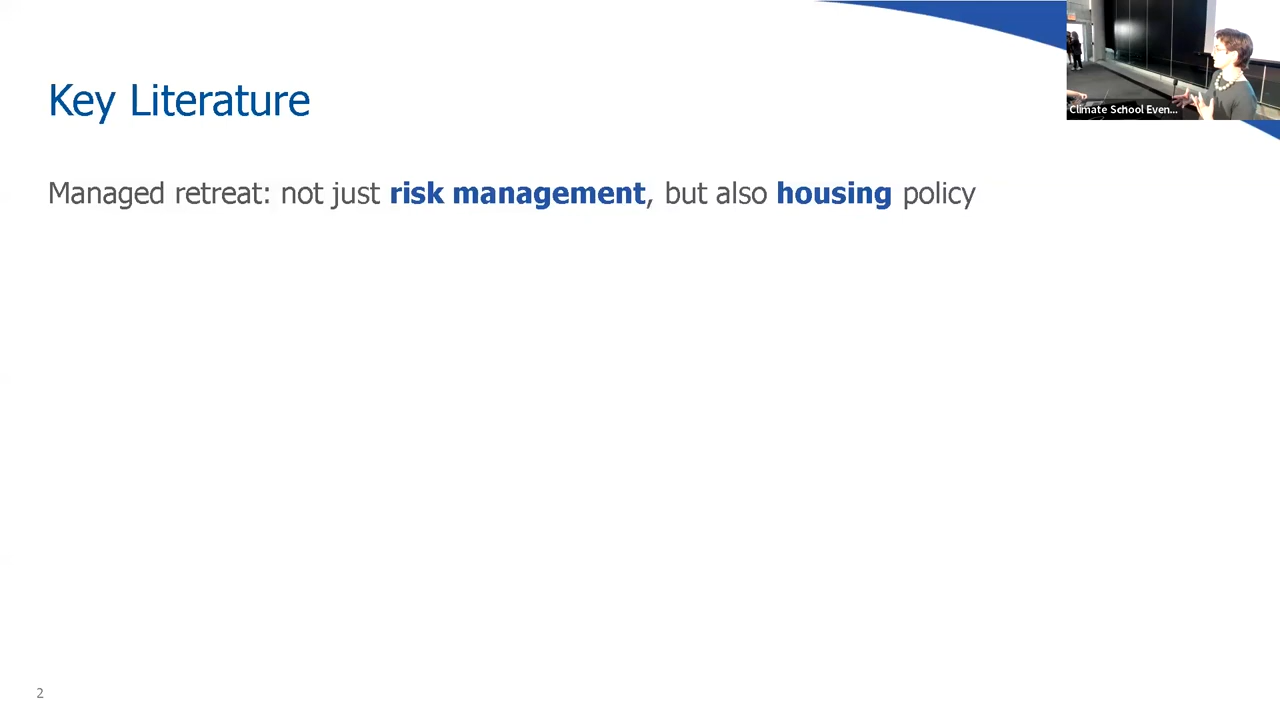 Key Literature
Climate School Even...
Managed retreat: not just risk management, but also housing policy
2